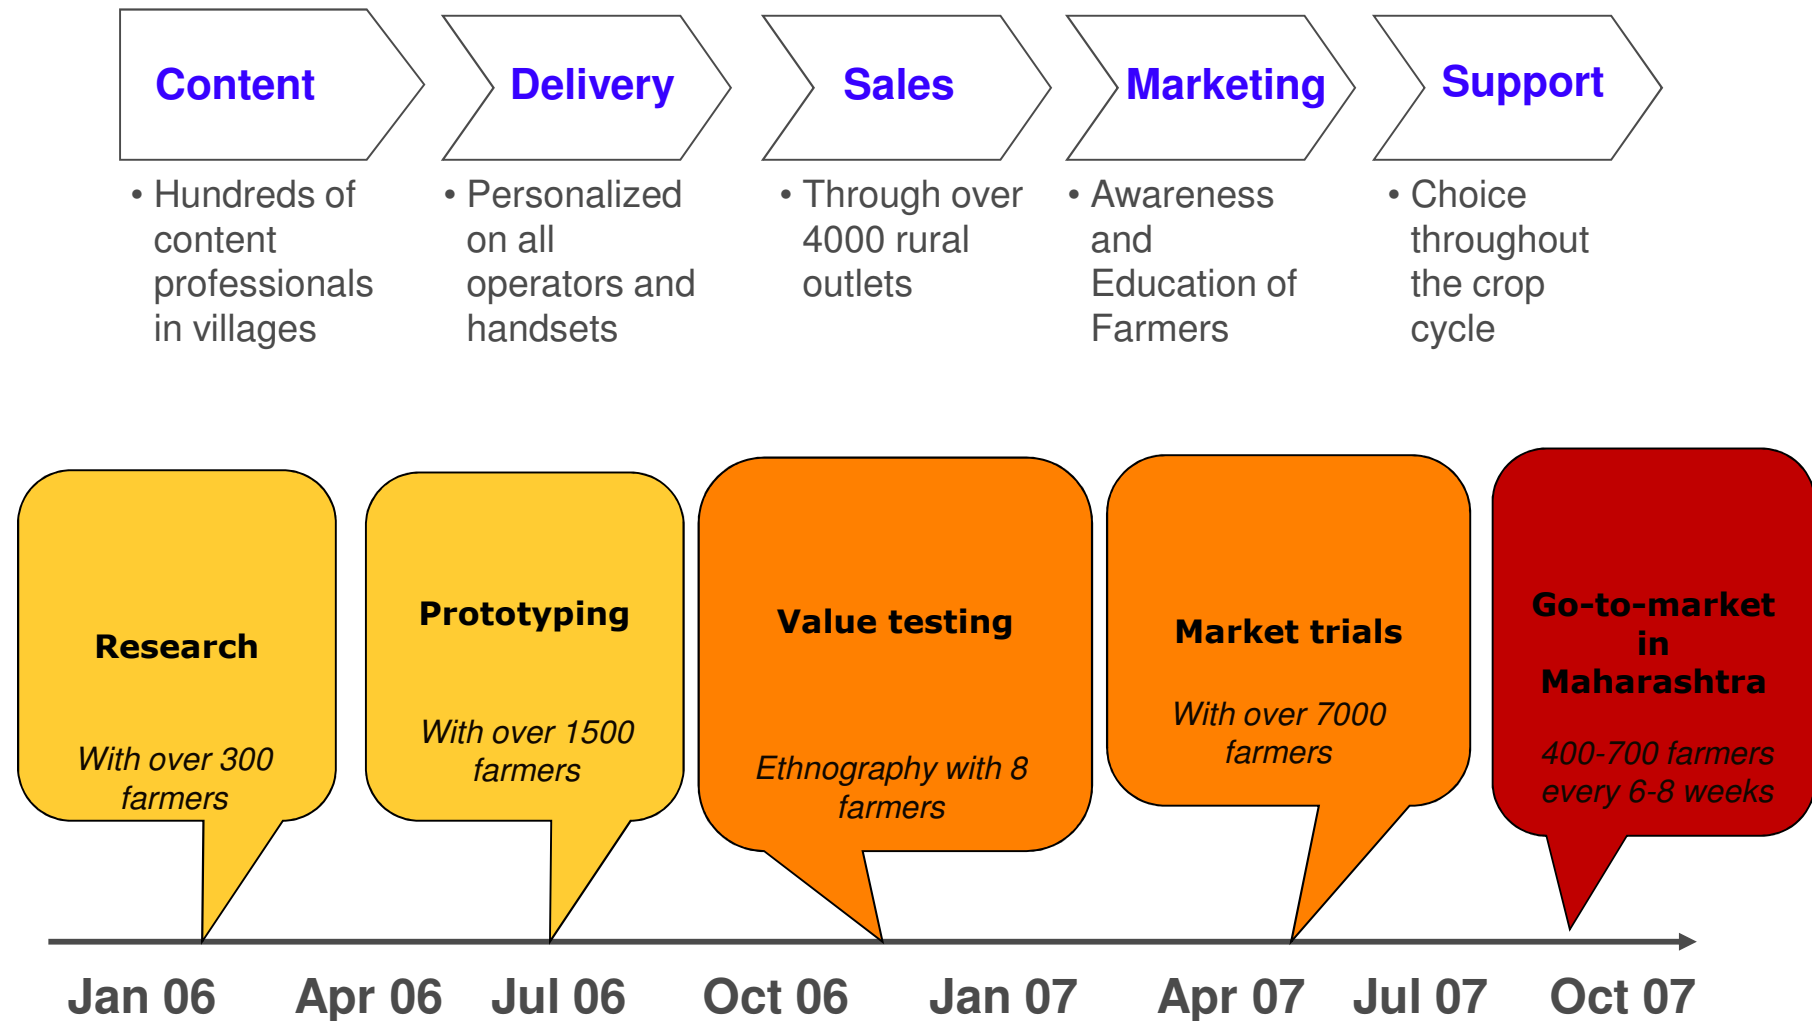 Content
Delivery
Sales
Marketing
Support
• Hundreds of
content
professionals
in villages
• Personalized
on all
operators and
handsets
• Through over
4000 rural
outlets
• Awareness
and
Education of
Farmers
• Choice
throughout
the crop
cycle
Research
With over 300
farmers
Prototyping
With over 1500
farmers
Value testing
Ethnography with 8
farmers
Market trials
With over 7000
farmers
Go-to-market
in
Maharashtra
400-700 farmers
every 6-8 weeks
Jan 06 Apr 06 Jul 06 Oct 06 Jan 07 Apr 07 Jul 07 Oct 07